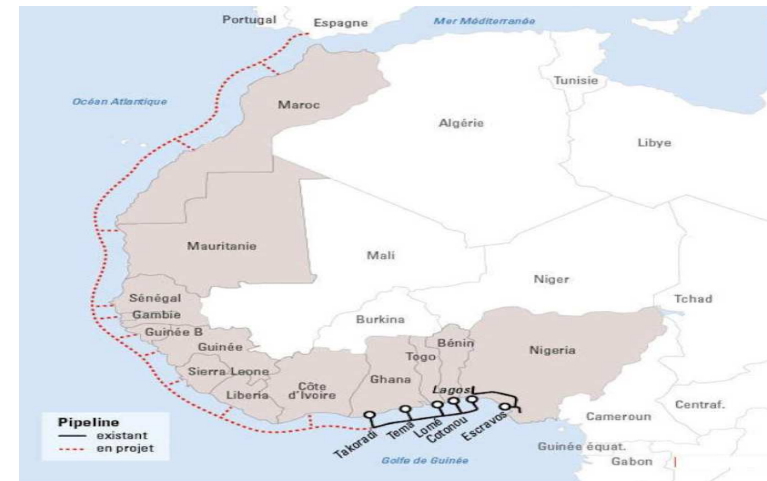 Portugal
Espagne
Mer Méditerranée
Océan Atlantique
Tunisie
Maroc
Algérie
Libye
Mauritanie
Mali
Niger
Tchad
Sénégal
Gambie
Guinée B
Guinée
Sierra Leone
Liberia
Côte
d'Ivoire
Burkina
Ghana
Togo
Bénin
Nigeria
Lagos
Takoradi
Tema
Lomé
Cotonou
Escravos
Cameroun
Centraf.
Guinée équat.
Gabon
Golfe de Guinée
Pipeline
existant
en projet